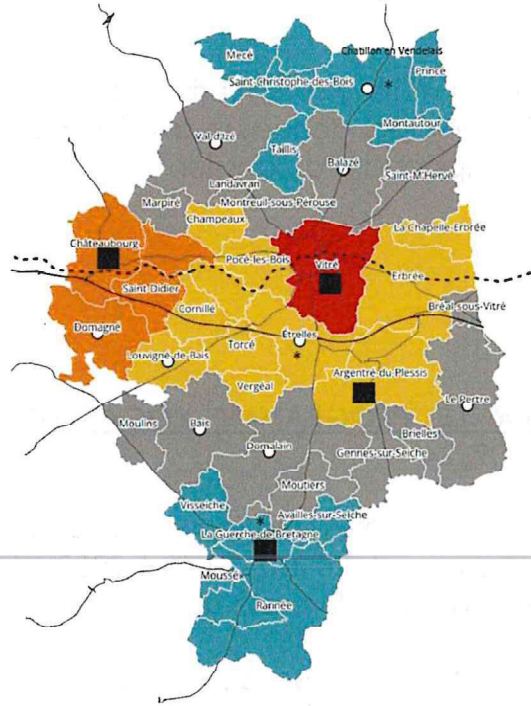 Mecé
Chatillon en Vendelais
Prince
Saint-Christophe-des-Bois
Montautour
Val d'Izé
Taillis
Balazé
Saint-M'Hervé
Landavran
Marpiré
Montreuil-sous-Pérouse
Champeaux
La Chapelle-Erbrée
Châteaubourg
Pocé-les-Bois
Vitré
Erbrée
Saint-Didier
Cornillé
Bréal-sous-Vitré
Domagné
Torcé
Étrelles
Louvigné-de-Bais
Argentré du Plessis
Vergéal
Le Pertre
Moulins
Bais
Brielles
Domalain
Gennes-sur-Seiche
Moutiers
Visseiche
Availles-sur-Seiche
La Guerche-de-Bretagne
Moussé
Rannée